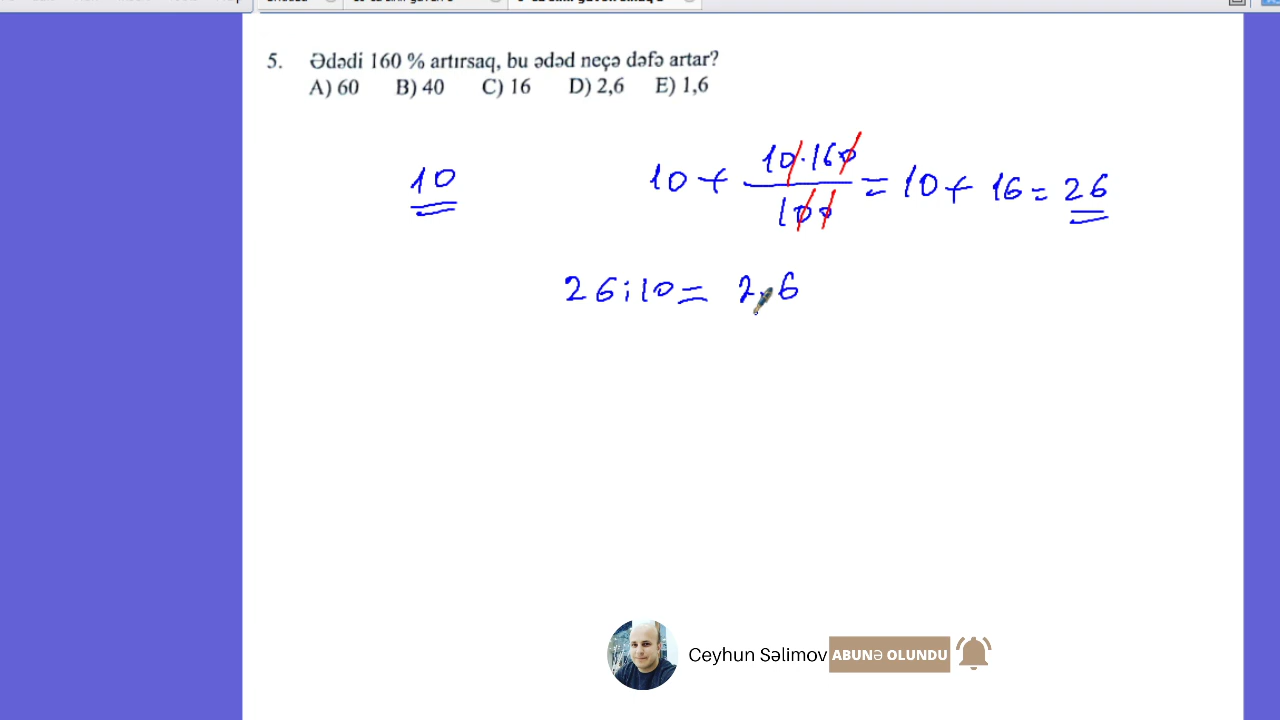 5. Ədədi 160 % artırsaq, bu ədəd neçə dəfə artar?
A) 60 B) 40 C) 16 D) 2,6 E) 1,6
10 10 + 10·160/100 = 10 + 16 = 26
26:10 = 2,6
Ceyhun Səlimov ABUNƏ OLUNDU